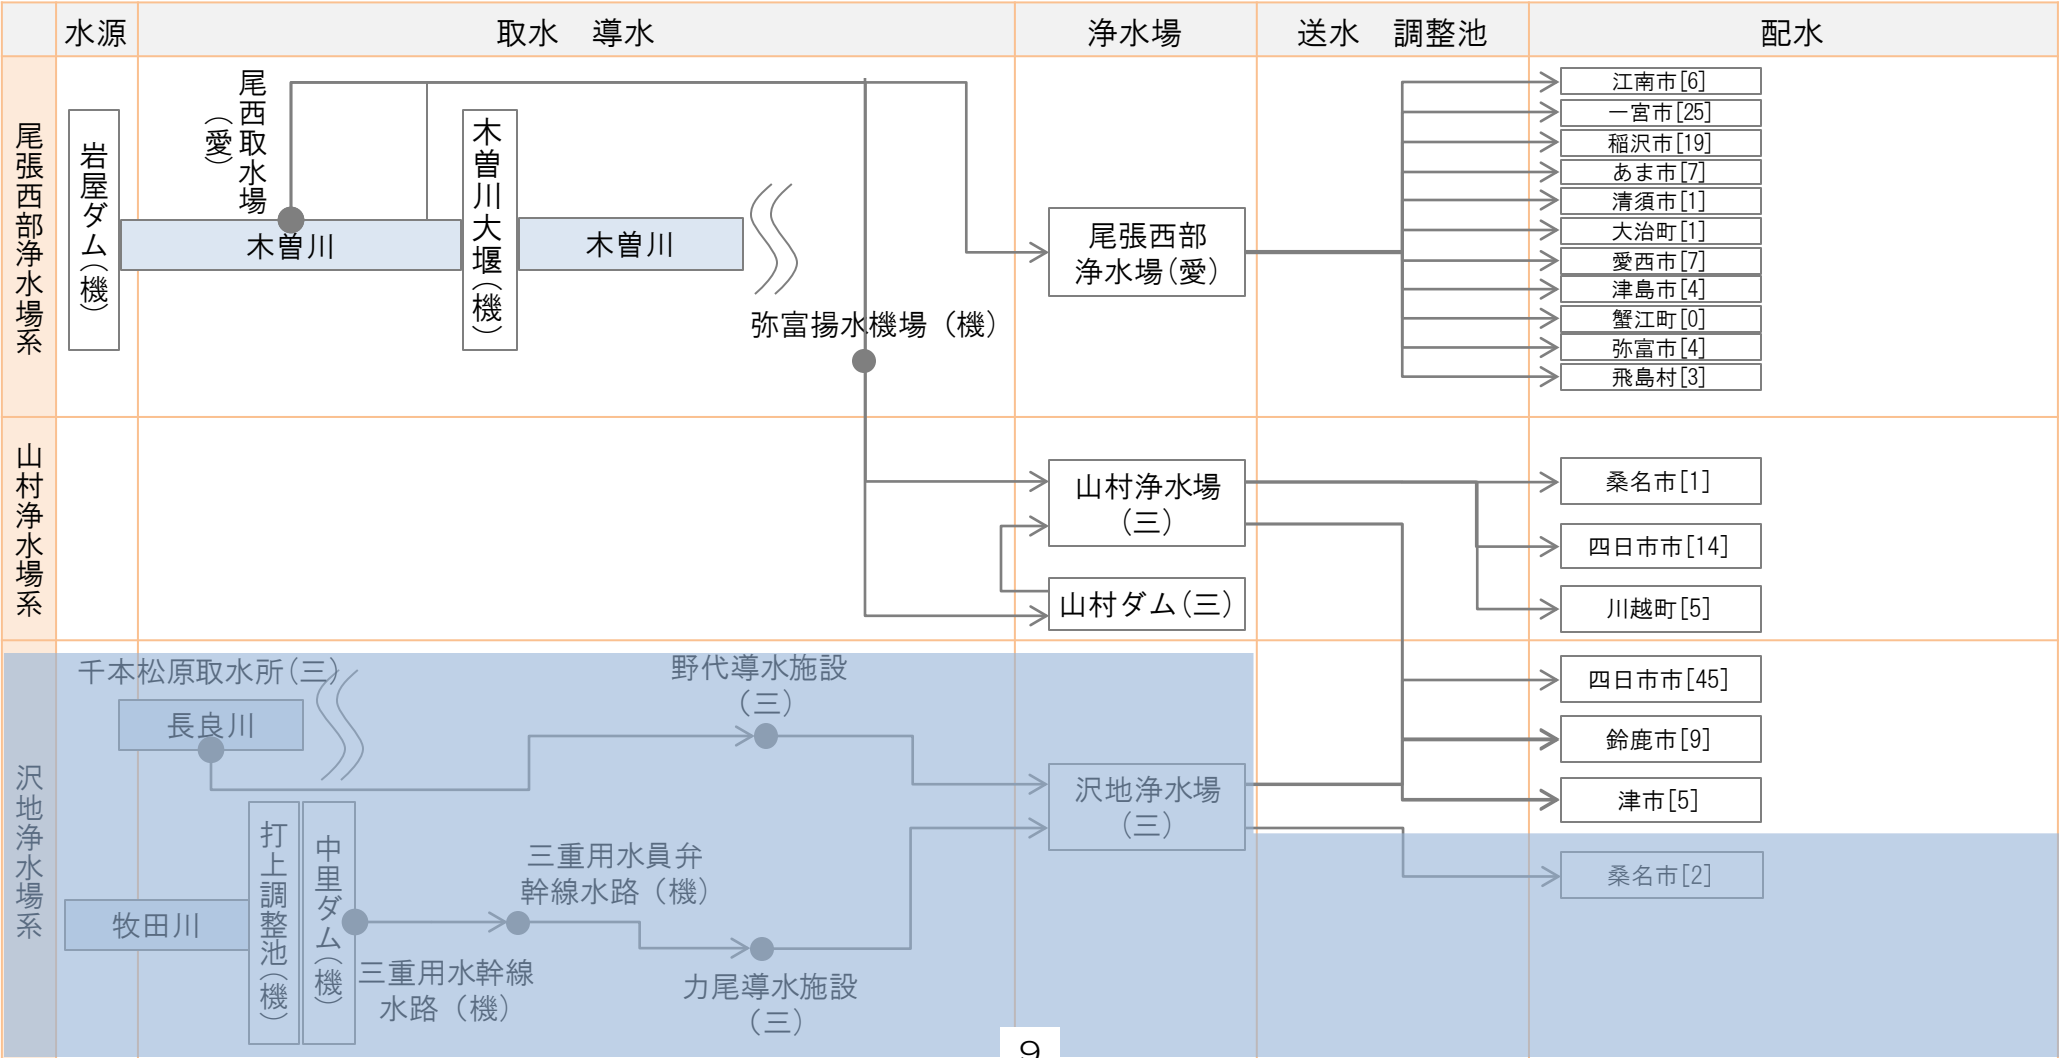 水源
取水　導水
浄水場
送水　調整池
配水
尾張西部浄水場系
岩屋ダム(機)
尾西取水場
(愛)
木曽川
木曽川大堰(機)
木曽川
弥富揚水機場（機）
尾張西部
浄水場(愛)
江南市[6]
一宮市[25]
稲沢市[19]
あま市[7]
清須市[1]
大治町[1]
愛西市[7]
津島市[4]
蟹江町[0]
弥富市[4]
飛島村[3]
山村浄水場系
山村浄水場
(三)
山村ダム(三)
桑名市[1]
四日市市[14]
川越町[5]
沢地浄水場系
千本松原取水所(三)
長良川
野代導水施設
(三)
沢地浄水場
(三)
四日市市[45]
鈴鹿市[9]
津市[5]
桑名市[2]
牧田川
打上調整池(機)
中里ダム(機)
三重用水幹線
水路（機）
三重用水員弁
幹線水路（機）
力尾導水施設
(三)
9